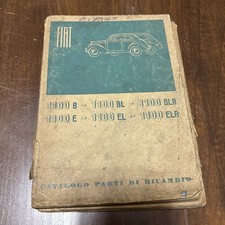 FIAT
1100 B - 1100 BL - 1100 BLR
1100 E - 1100 EL - 1100 ELR
CATALOGO PARTI DI RICAMBIO